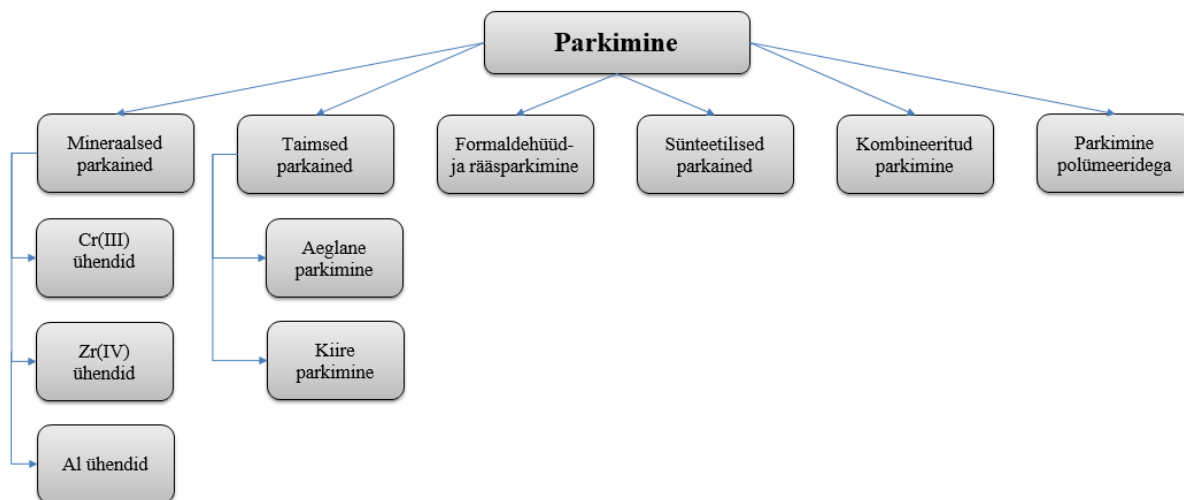 Parkimine
Mineraalsed
parkained
Taimsed
parkained
Formaldehüüd-
ja rääsparkimine
Sünteetilised
parkained
Kombineeritud
parkimine
Parkimine
polümeeridega
Cr(III)
ühendid
Aeglane
parkimine
Zr(IV)
ühendid
Kiire
parkimine
Al ühendid